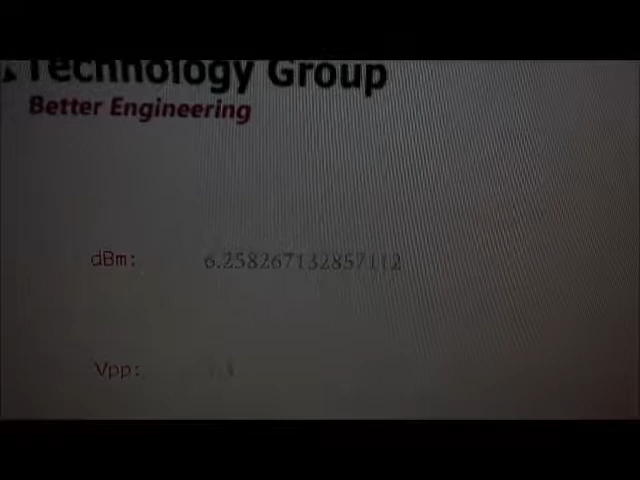 Technology Group
Better Engineering
dBm: 6.258267132857112
Vpp: